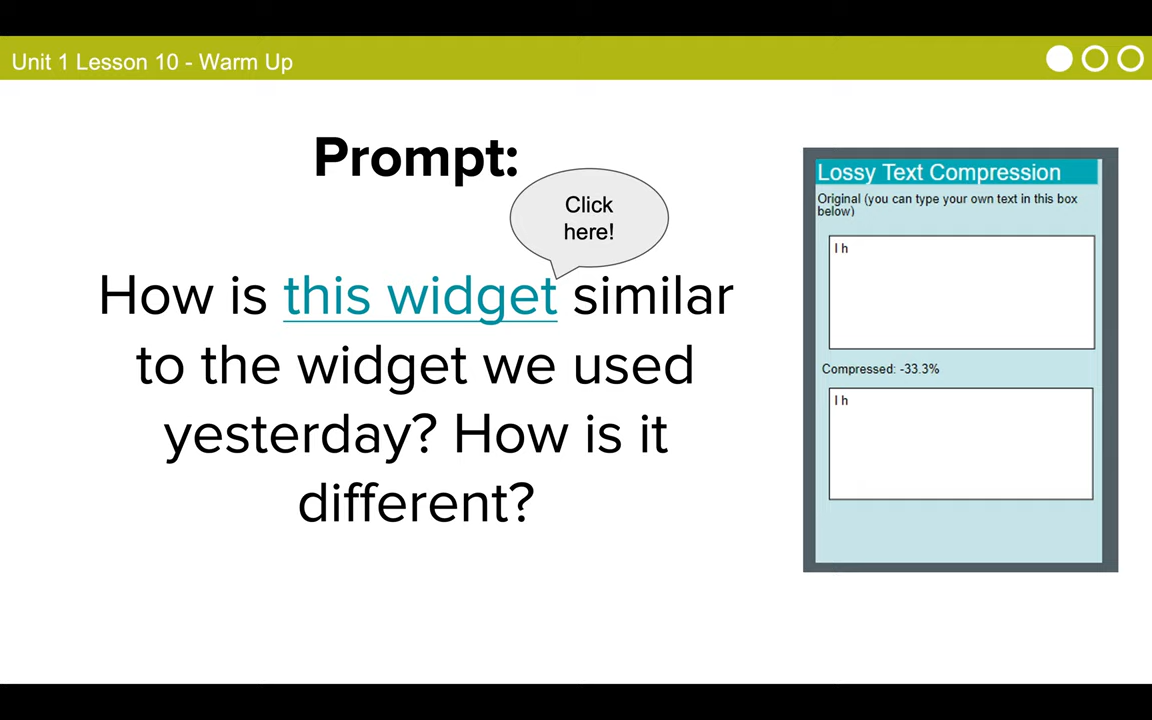 Unit 1 Lesson 10 - Warm Up
Prompt:
Click
here!
How is this widget similar
to the widget we used
yesterday? How is it
different?
Lossy Text Compression
Original (you can type your own text in this box
below)
I h
Compressed: -33.3%
I h